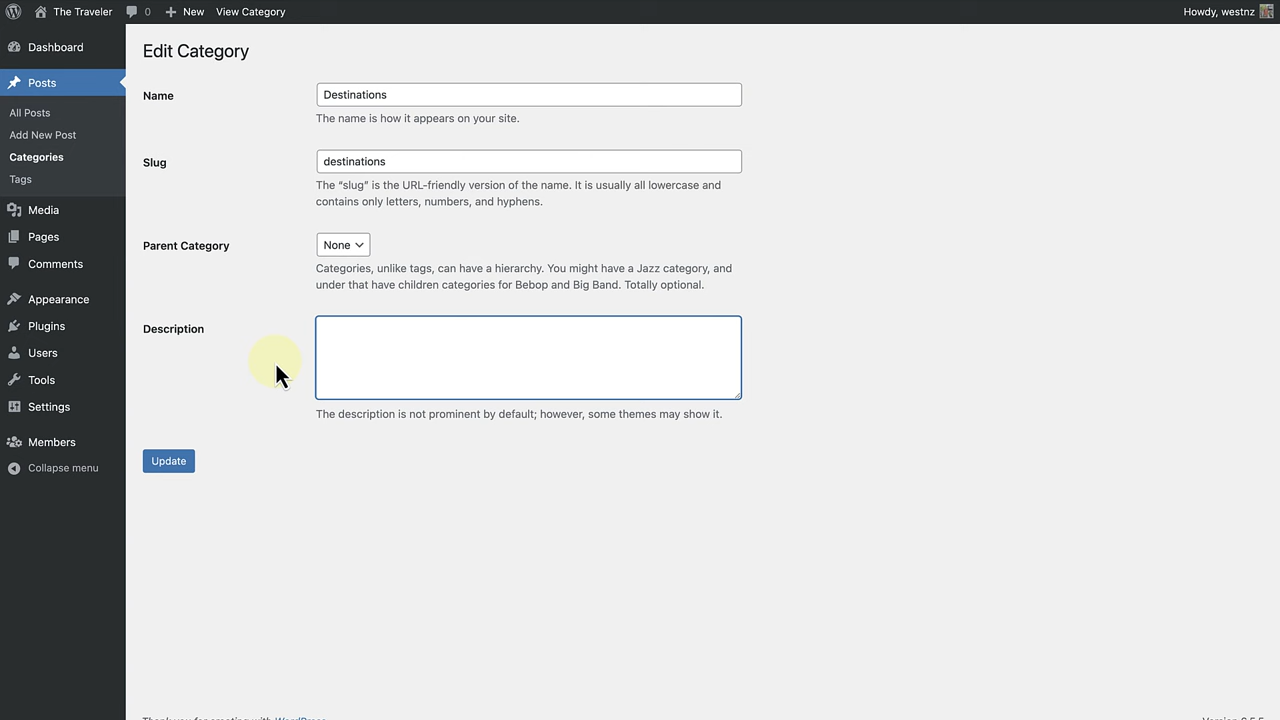 The Traveler 0 New View Category Howdy, westnz
Dashboard
Posts
All Posts
Add New Post
Categories
Tags
Media
Pages
Comments
Appearance
Plugins
Users
Tools
Settings
Members
Collapse menu
Edit Category
Name
Destinations
The name is how it appears on your site.
Slug
destinations
The “slug” is the URL-friendly version of the name. It is usually all lowercase and
contains only letters, numbers, and hyphens.
Parent Category
None
Categories, unlike tags, can have a hierarchy. You might have a Jazz category, and
under that have children categories for Bebop and Big Band. Totally optional.
Description
The description is not prominent by default; however, some themes may show it.
Update